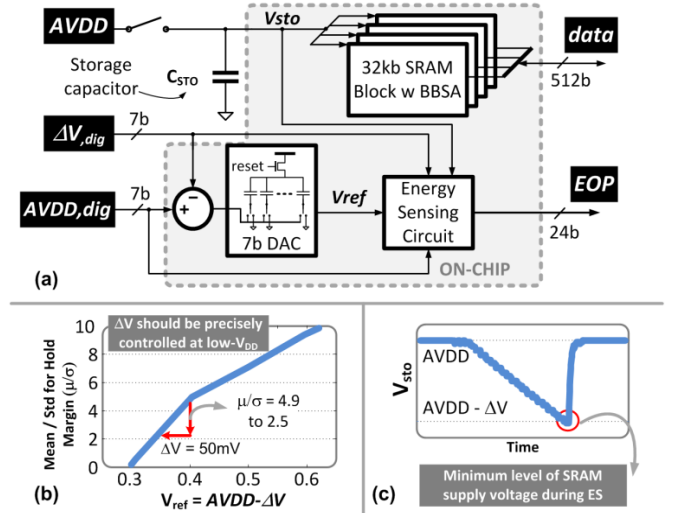 AVDD
Vsto
data
Storage
capacitor
CSTO
32kb SRAM
Block w BBSA
512b
ΔV,dig
7b
AVDD,dig
7b
−
+
reset
7b DAC
Vref
Energy
Sensing
Circuit
EOP
24b
ON-CHIP
(a)
Mean / Std for Hold
Margin (μ/σ)
10
8
6
4
2
0
ΔV should be precisely
controlled at low-VDD
μ/σ = 4.9
to 2.5
ΔV = 50mV
0.3
0.4
0.5
0.6
Vref = AVDD-ΔV
(b)
Vsto
AVDD
AVDD - ΔV
Time
Minimum level of SRAM
supply voltage during ES
(c)